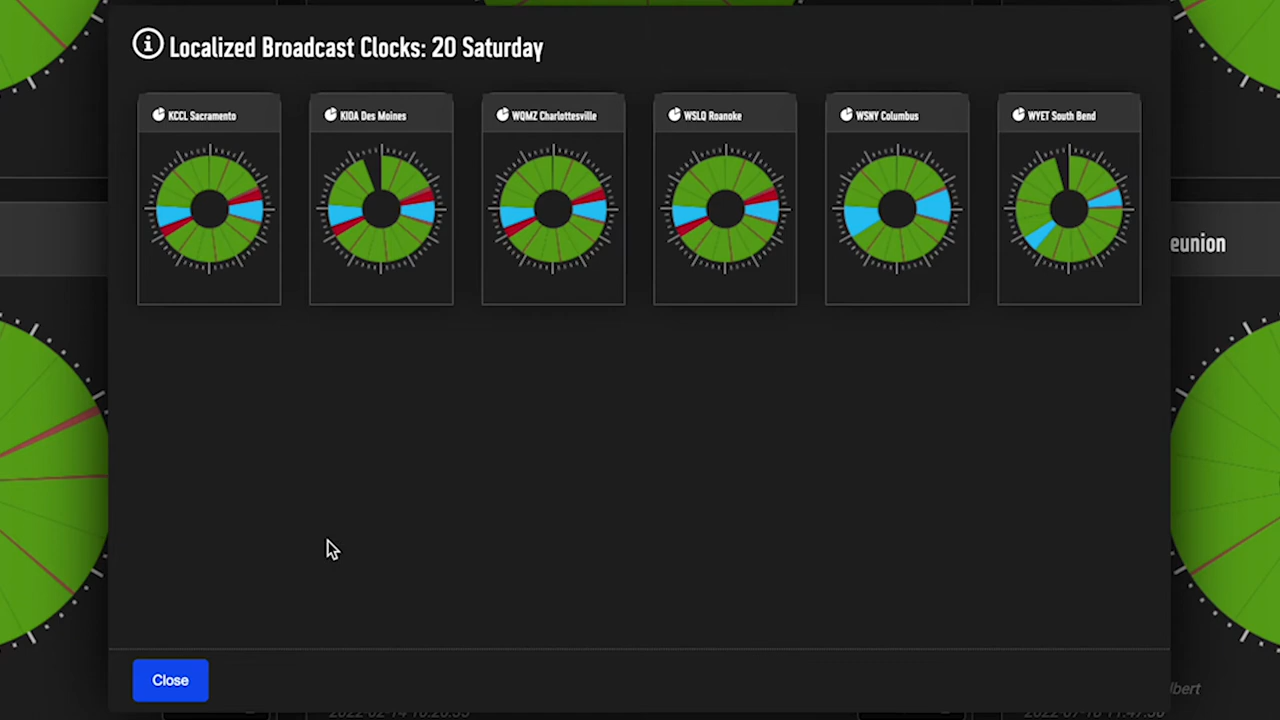 Localized Broadcast Clocks: 20 Saturday
KCCL Sacramento
KIOA Des Moines
WQMZ Charlottesville
WSLQ Roanoke
WSNY Columbus
WYET South Bend
eunion
Close
lbert